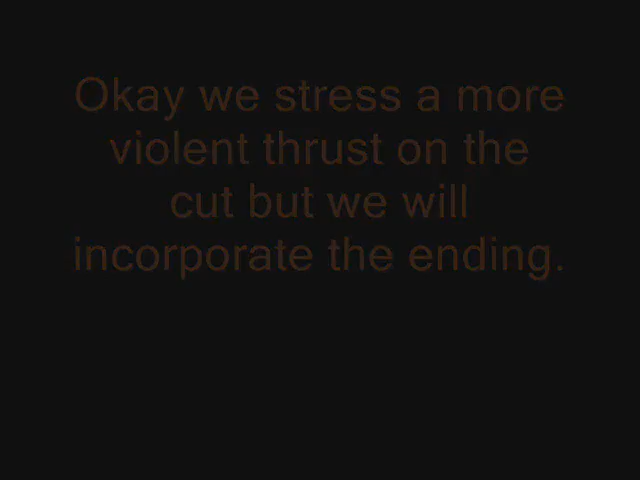 Okay we stress a more
violent thrust on the
cut but we will
incorporate the ending.